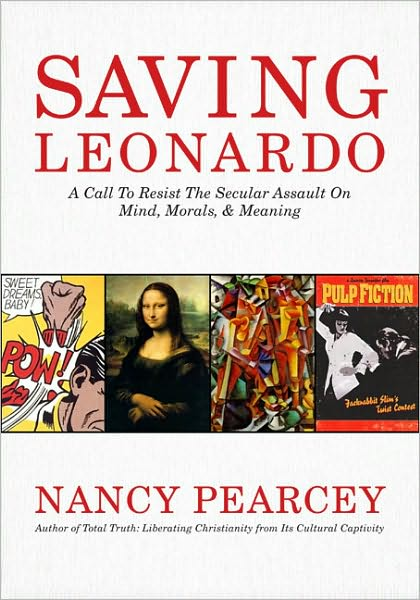 SAVING
LEONARDO
A Call To Resist The Secular Assault On
Mind, Morals, & Meaning
SWEET
DREAMS,
BABY!
POW!
PULP FICTION
Jackrabbit Slim's
Twist Contest
NANCY PEARCEY
Author of Total Truth: Liberating Christianity from Its Cultural Captivity